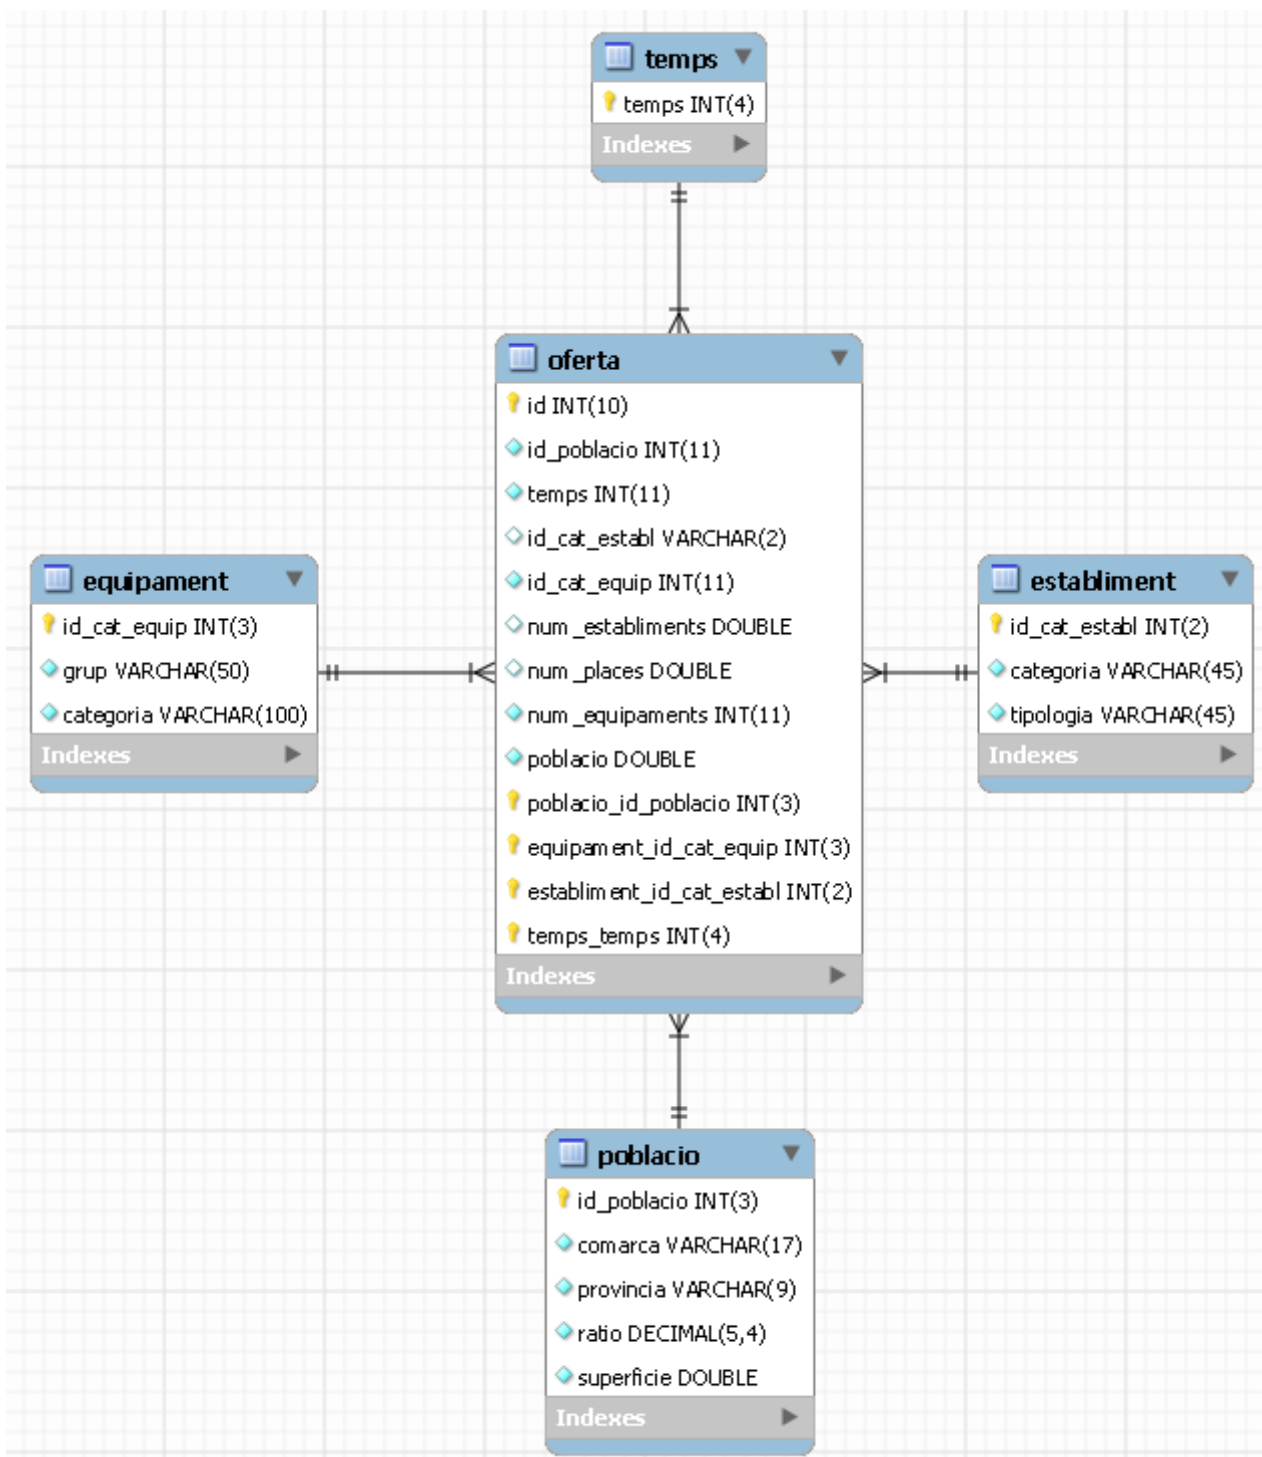 temps
temps INT(4)
Indexes
oferta
id INT(10)
id_poblacio INT(11)
temps INT(11)
id_cat_establ VARCHAR(2)
id_cat_equip INT(11)
num_establiments DOUBLE
num_places DOUBLE
num_equipaments INT(11)
poblacio DOUBLE
poblacio_id_poblacio INT(3)
equipament_id_cat_equip INT(3)
establiment_id_cat_establ INT(2)
temps_temps INT(4)
Indexes
equipament
id_cat_equip INT(3)
grup VARCHAR(50)
categoria VARCHAR(100)
Indexes
establiment
id_cat_establ INT(2)
categoria VARCHAR(45)
tipologia VARCHAR(45)
Indexes
poblacio
id_poblacio INT(3)
comarca VARCHAR(17)
provincia VARCHAR(9)
ratio DECIMAL(5,4)
superficie DOUBLE
Indexes